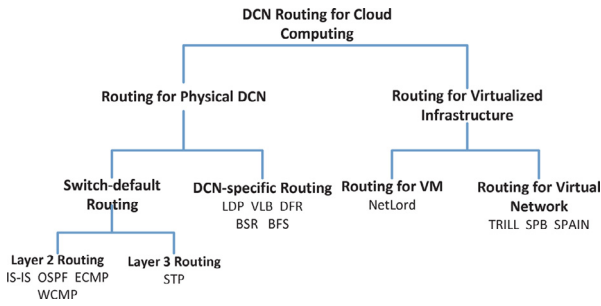 DCN Routing for Cloud
Computing
Routing for Physical DCN
Routing for Virtualized
Infrastructure
Switch-default
Routing
DCN-specific Routing
LDP VLB DFR
BSR BFS
Routing for VM
NetLord
Routing for Virtual
Network
TRILL SPB SPAIN
Layer 2 Routing
IS-IS OSPF ECMP
WCMP
Layer 3 Routing
STP